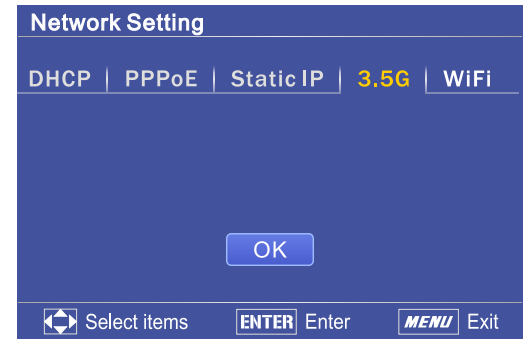 Network Setting
DHCP | PPPoE | Static IP | 3.5G | WiFi
OK
Select items ENTER Enter MENU Exit